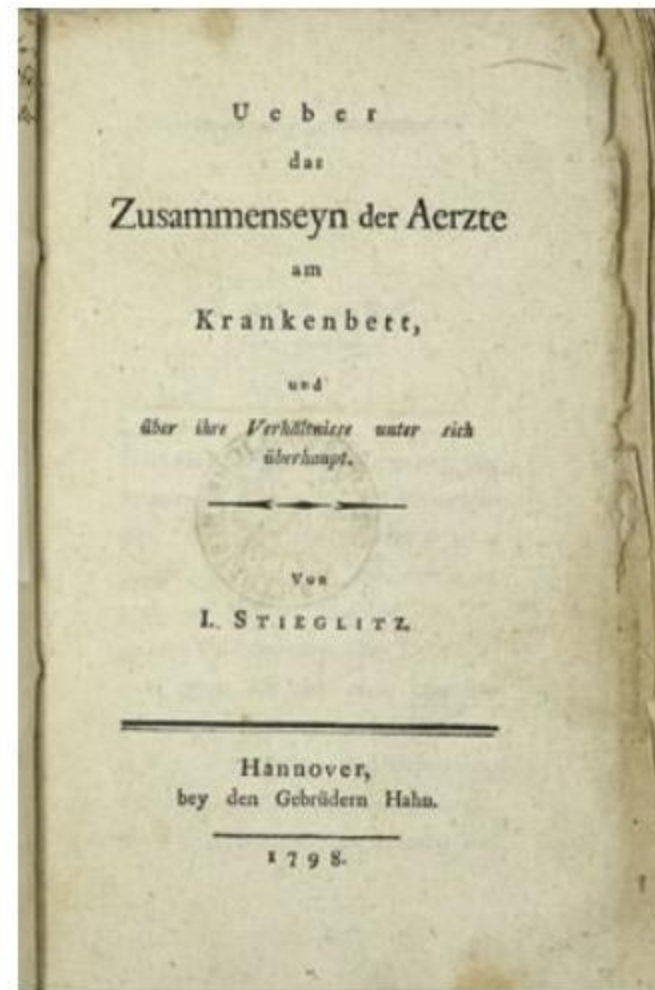 Ueber
das
Zusammenseyn der Aerzte
am
Krankenbett,
und
über ihre Verhältnisse unter sich
überhaupt.
Von
I. STIEGLITZ.
Hannover,
bey den Gebrüdern Hahn.
1798.